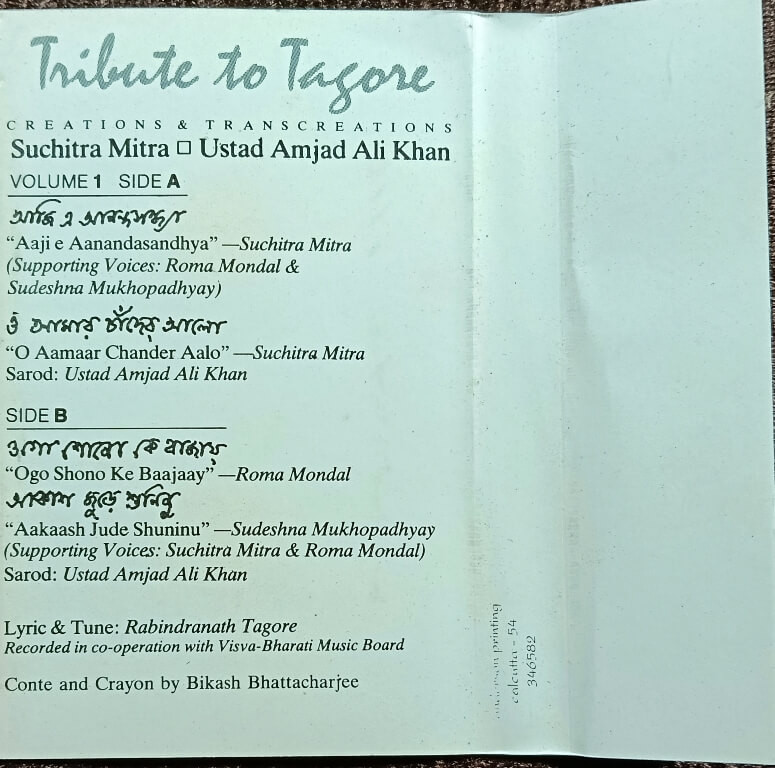 Tribute to Tagore
CREATIONS & TRANSCREATIONS
Suchitra Mitra □ Ustad Amjad Ali Khan
VOLUME 1 SIDE A
আজি এ আনন্দসন্ধ্যা
“Aaji e Aanandasandhya” —Suchitra Mitra
(Supporting Voices: Roma Mondal &
Sudeshna Mukhopadhyay)
ও আমার চাঁদের আলো
“O Aamaar Chander Aalo” —Suchitra Mitra
Sarod: Ustad Amjad Ali Khan
SIDE B
ওগো শোনো কে বাজায়
“Ogo Shono Ke Baajaay” —Roma Mondal
আকাশ জুড়ে শুনিনু
“Aakaash Jude Shuninu” —Sudeshna Mukhopadhyay
(Supporting Voices: Suchitra Mitra & Roma Mondal)
Sarod: Ustad Amjad Ali Khan
Lyric & Tune: Rabindranath Tagore
Recorded in co-operation with Visva-Bharati Music Board
Conte and Crayon by Bikash Bhattacharjee
printing
calcutta - 54
346582